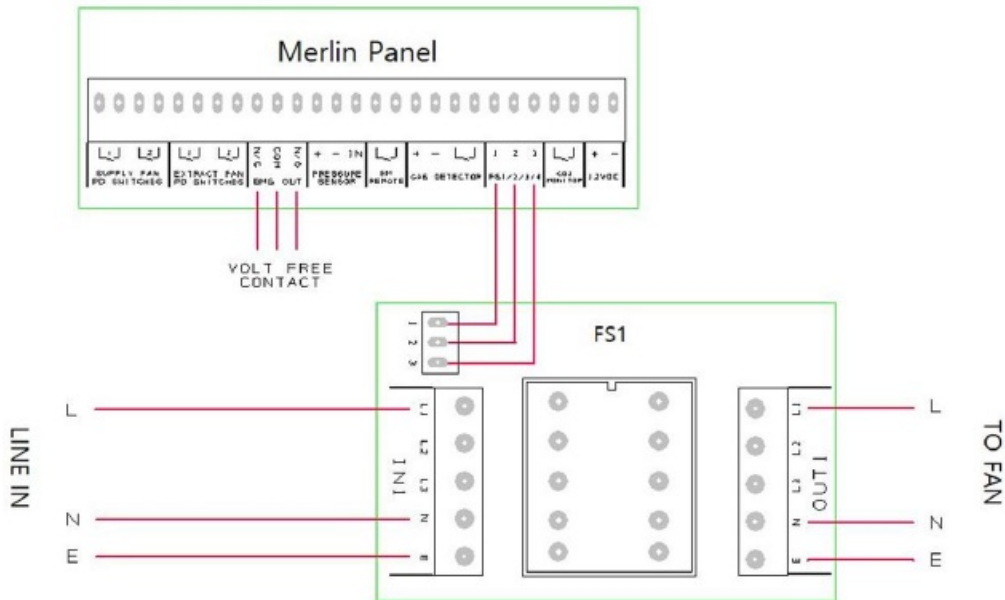 Merlin Panel
SUPPLY FAN
PD SWITCHES
EXTRACT FAN
PD SWITCHES
N/C COM N/O
BMS OUT
+ - IN
PRESSURE
SENSOR
EM
REMOTE
+ -
GAS DETECTOR
1 2 3
FS1/2/3/4
CO2
MONITOR
+ -
12VDC
VOLT FREE
CONTACT
FS1
1
2
3
LINE IN
L
N
E
IN1
L1
L2
L3
N
E
OUT1
L1
L2
L3
N
E
L
N
E
TO FAN